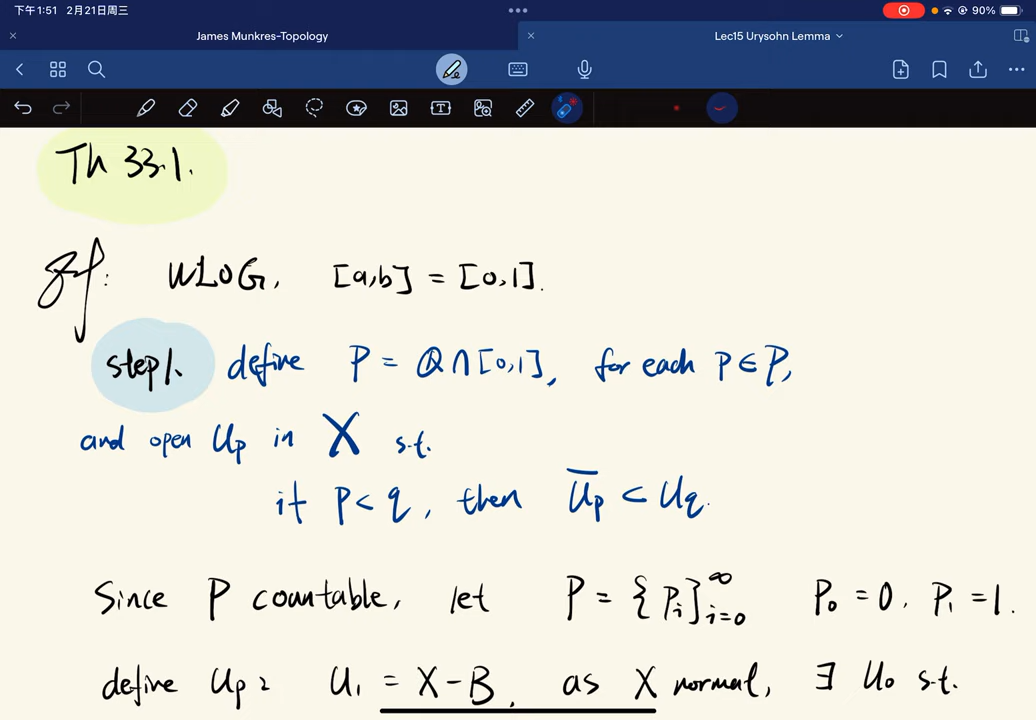 下午1:51 2月21日周三
90%
James Munkres-Topology
Lec15 Urysohn Lemma
Th 33.1.
pf: WLOG, [a,b] = [0,1].
step1. define P = Q∩[0,1], for each p∈P,
and open Up in X s.t.
if p<q, then U̅p ⊂ Uq.
Since P countable, let P = {Pi}∞i=0 P0 = 0, P1 = 1.
define Up: U1 = X-B, as X normal, ∃ U0 s.t.